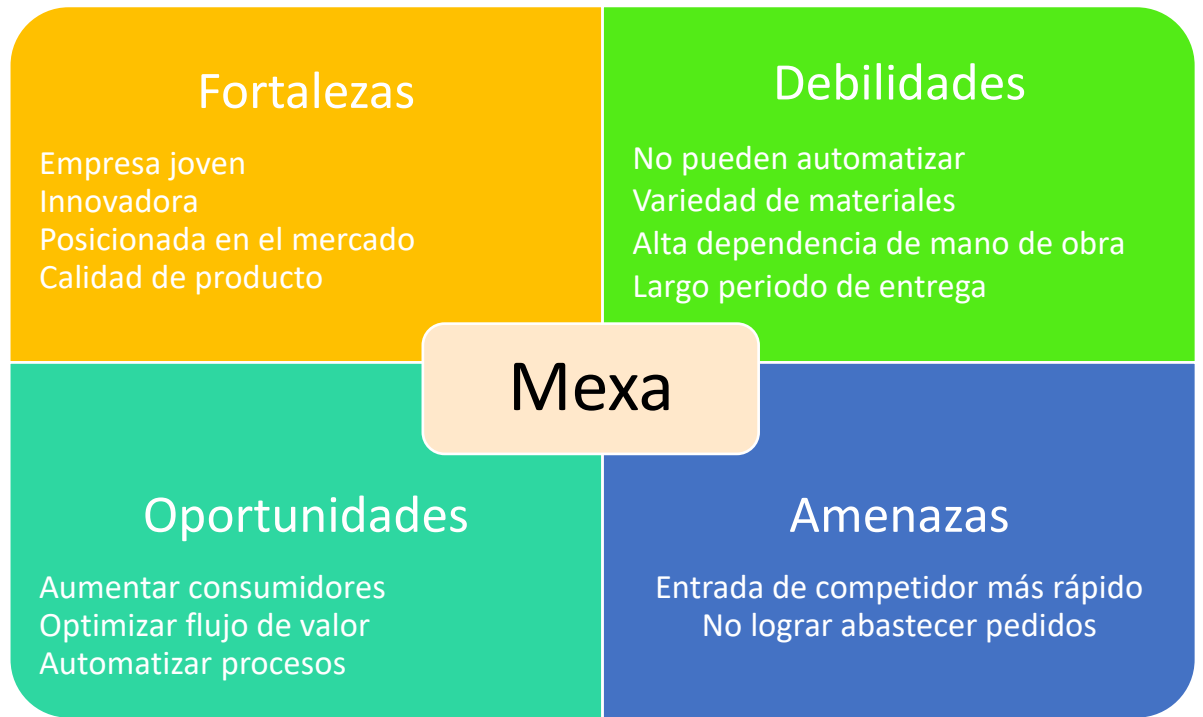 Fortalezas
Empresa joven
Innovadora
Posicionada en el mercado
Calidad de producto
Debilidades
No pueden automatizar
Variedad de materiales
Alta dependencia de mano de obra
Largo periodo de entrega
Mexa
Oportunidades
Aumentar consumidores
Optimizar flujo de valor
Automatizar procesos
Amenazas
Entrada de competidor más rápido
No lograr abastecer pedidos